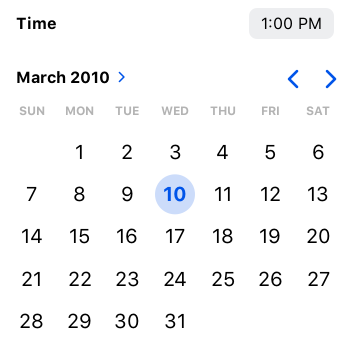 Time 1:00 PM
March 2010
SUN MON TUE WED THU FRI SAT
1 2 3 4 5 6
7 8 9 10 11 12 13
14 15 16 17 18 19 20
21 22 23 24 25 26 27
28 29 30 31